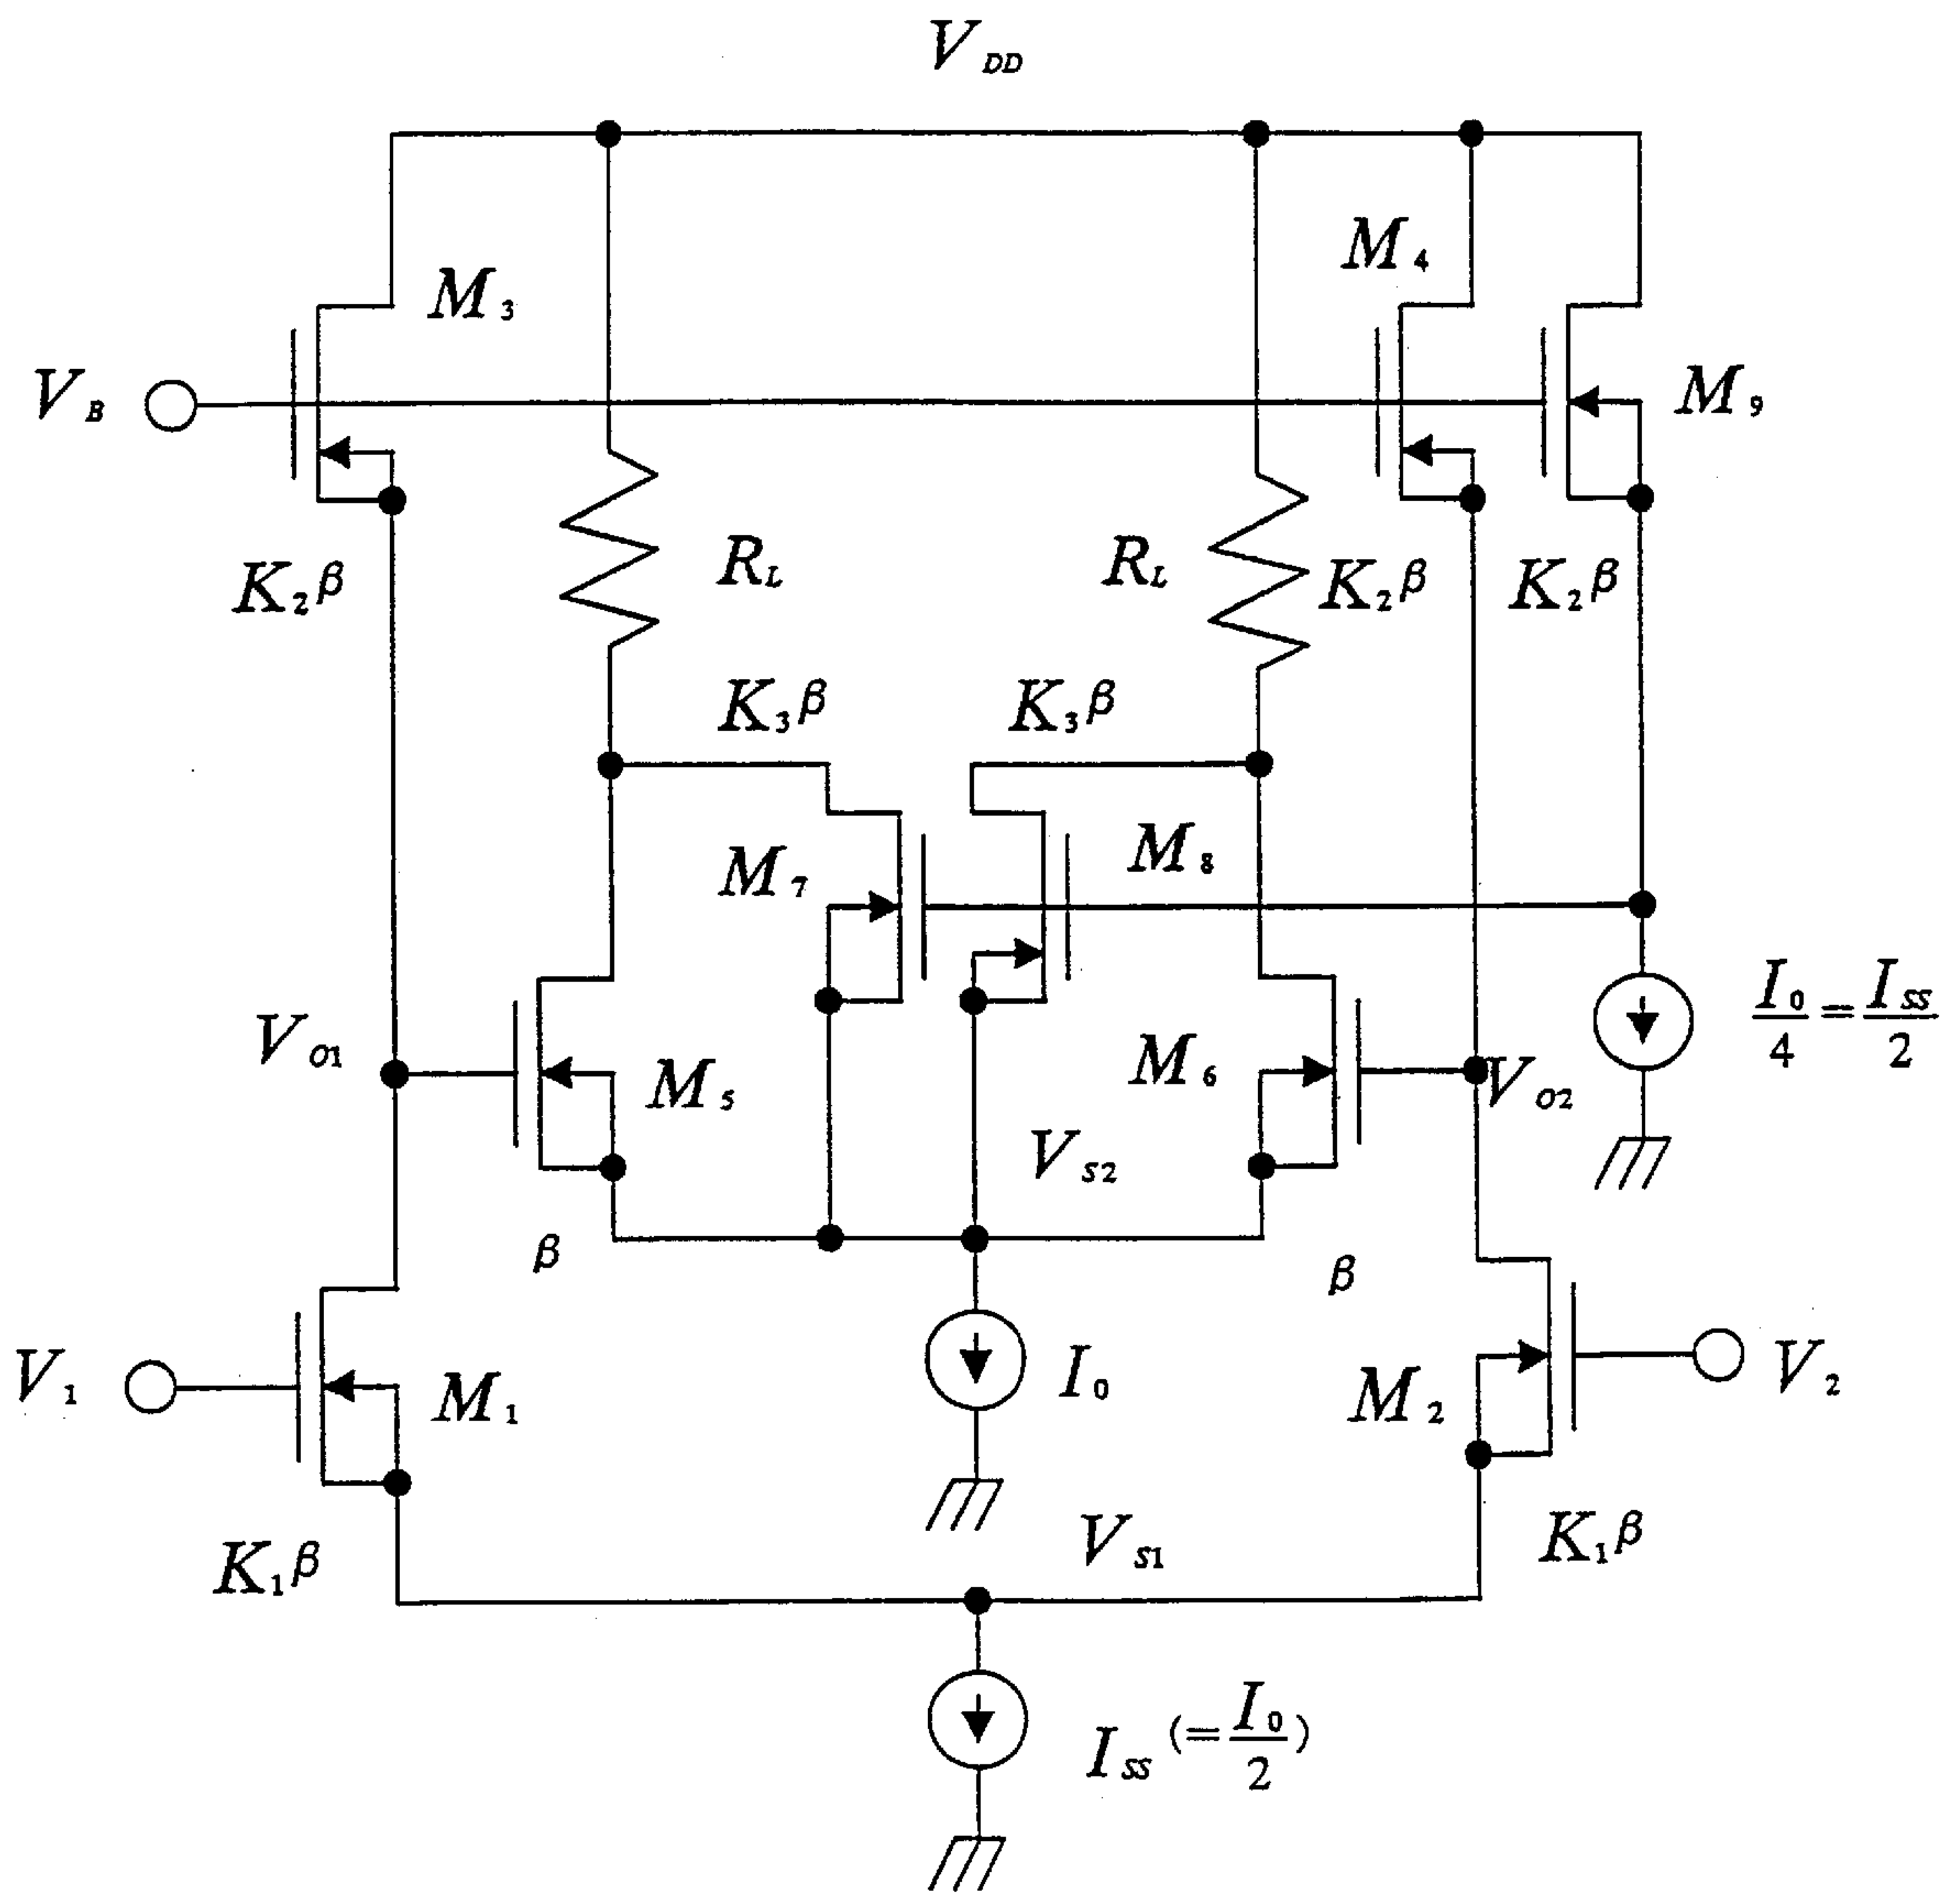 V_DD
M_4
M_3
V_B
M_9
R_L
R_L
K_2β
K_2β
K_2β
K_3β
K_3β
M_8
M_7
I_0/4 = I_SS/2
V_O1
M_5
M_6
V_O2
V_S2
β
β
V_1
M_1
I_0
M_2
V_2
V_S1
K_1β
K_1β
I_SS (= I_0/2)